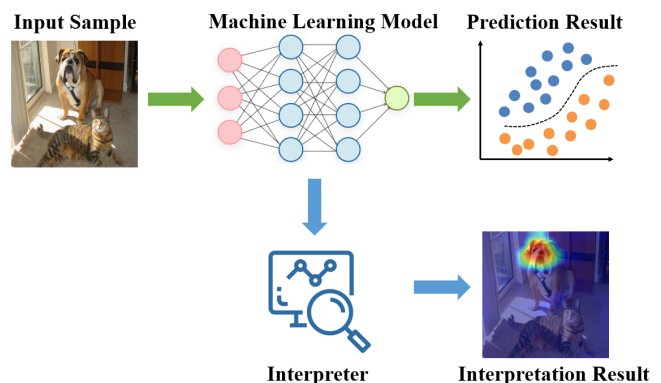 Input Sample
Machine Learning Model
Prediction Result
Interpreter
Interpretation Result